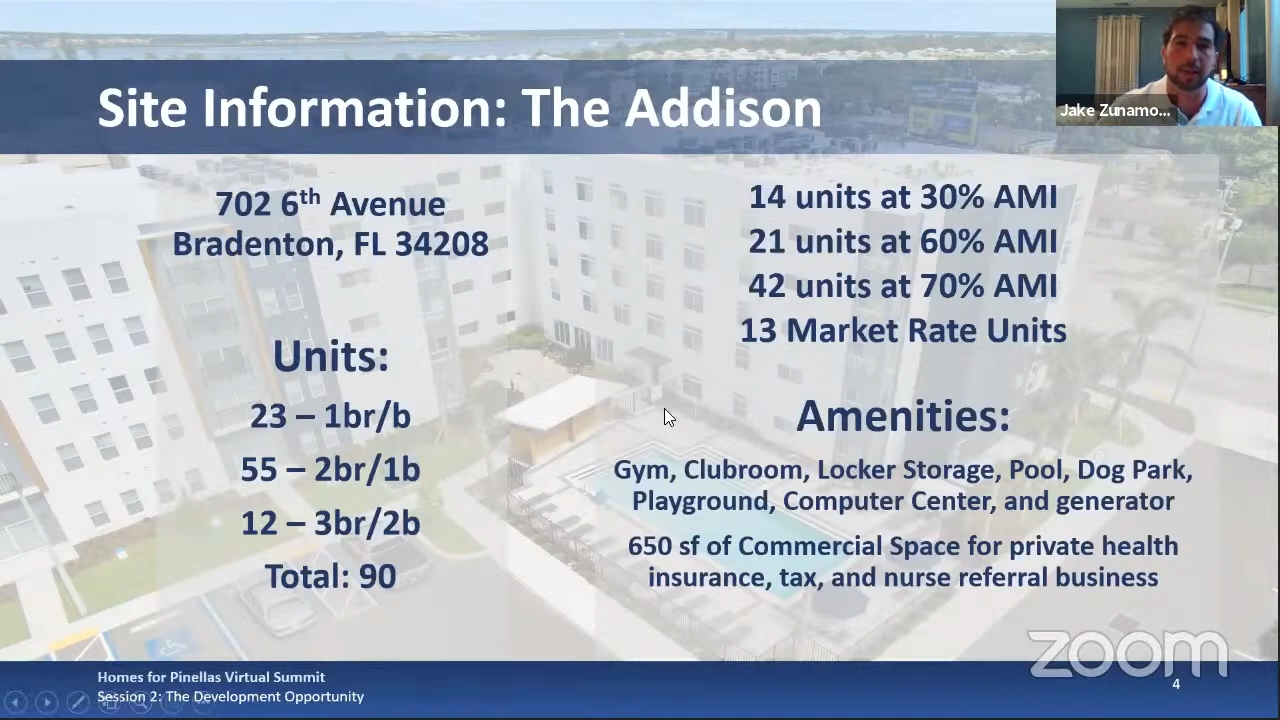 Jake Zunamo...
Site Information: The Addison
702 6th Avenue
Bradenton, FL 34208
Units:
23 – 1br/b
55 – 2br/1b
12 – 3br/2b
Total: 90
14 units at 30% AMI
21 units at 60% AMI
42 units at 70% AMI
13 Market Rate Units
Amenities:
Gym, Clubroom, Locker Storage, Pool, Dog Park,
Playground, Computer Center, and generator
650 sf of Commercial Space for private health
insurance, tax, and nurse referral business
zoom
Homes for Pinellas Virtual Summit
Session 2: The Development Opportunity
4